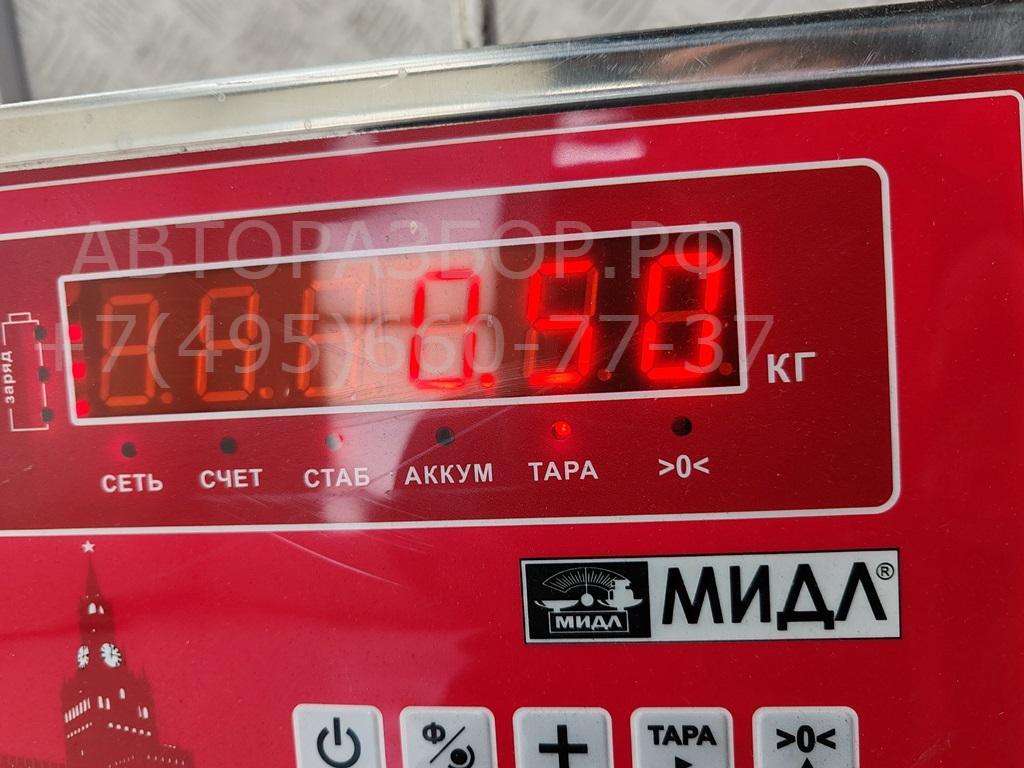 АВТОРАЗБОР.РФ
+7(495)660-77-37
заряд
0.50 кг
СЕТЬ СЧЕТ СТАБ АККУМ ТАРА >0<
МИДЛ МИДЛ®
Ф ТАРА >0<